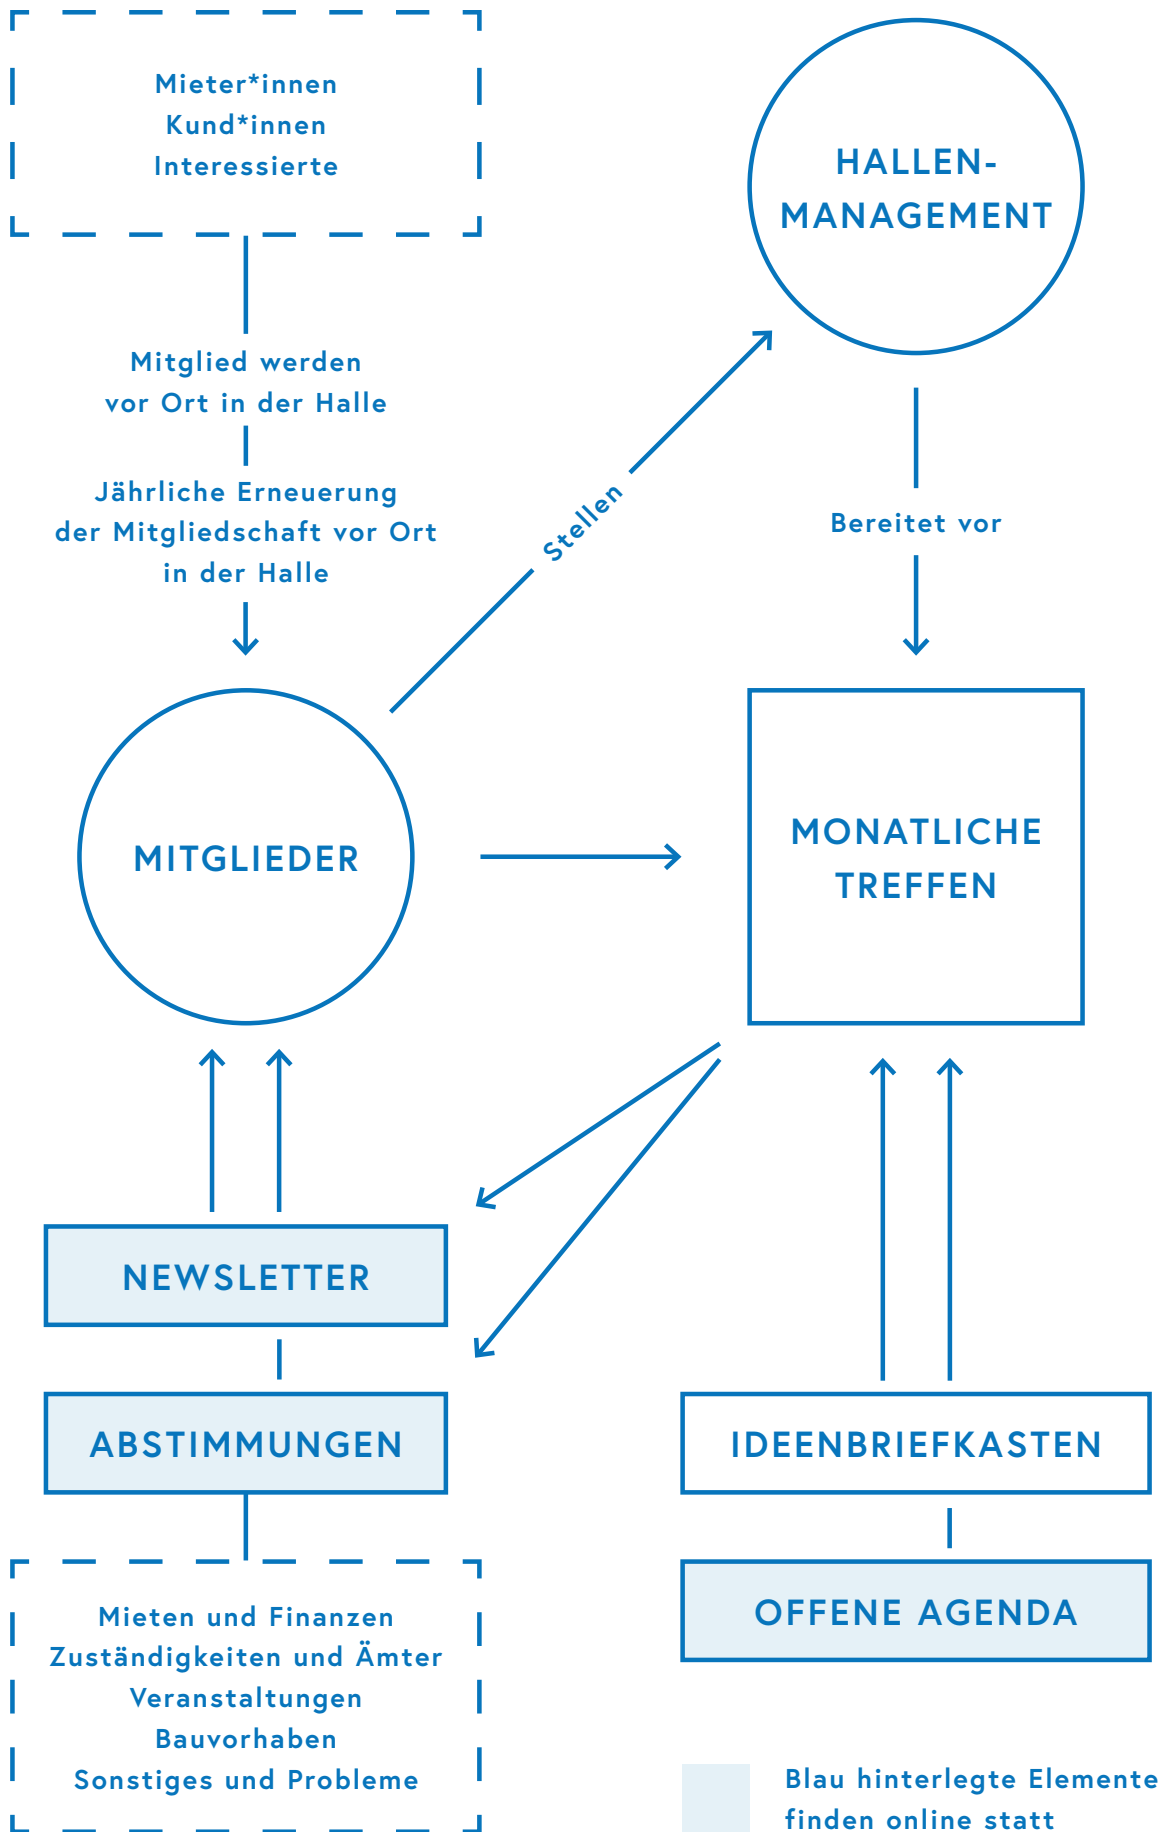 Mieter*innen
Kund*innen
Interessierte
HALLEN-
MANAGEMENT
Mitglied werden
vor Ort in der Halle
Jährliche Erneuerung
der Mitgliedschaft vor Ort
in der Halle
Stellen
Bereitet vor
MITGLIEDER
MONATLICHE
TREFFEN
NEWSLETTER
ABSTIMMUNGEN
IDEENBRIEFKASTEN
OFFENE AGENDA
Mieten und Finanzen
Zuständigkeiten und Ämter
Veranstaltungen
Bauvorhaben
Sonstiges und Probleme
Blau hinterlegte Elemente
finden online statt